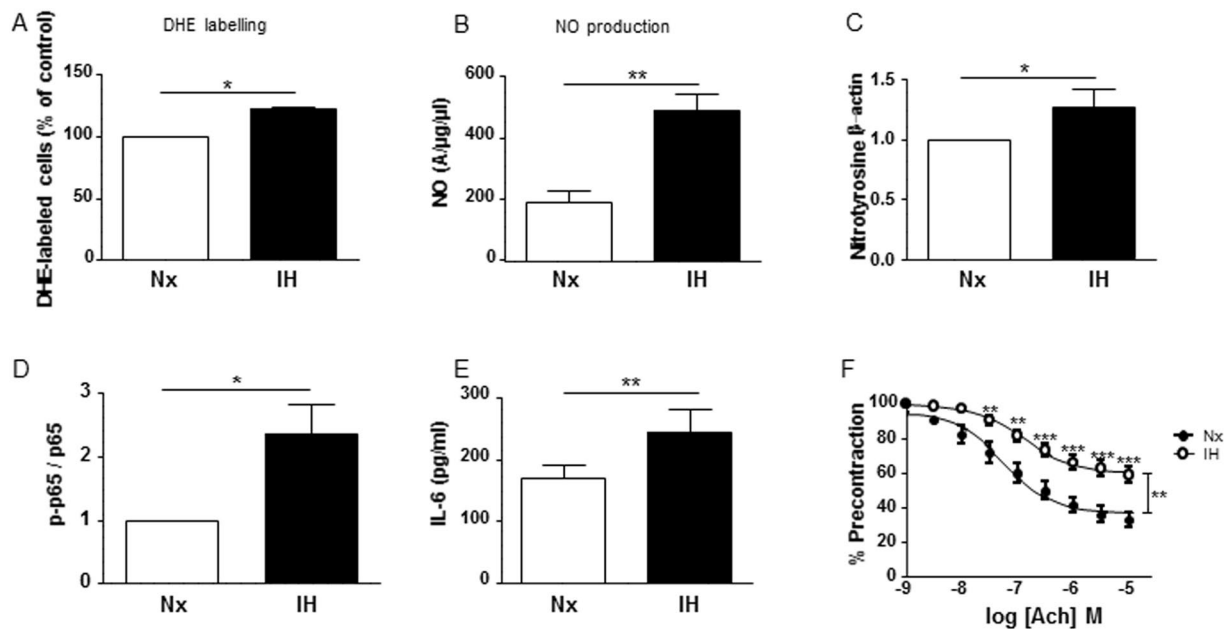 A
DHE labelling
DHE-labeled cells (% of control)
150
100
50
0
*
Nx
IH
B
NO production
NO (A/µg/µl)
600
400
200
0
**
Nx
IH
C
Nitrotyrosine β-actin
1.5
1.0
0.5
0.0
*
Nx
IH
D
p-p65 / p65
3
2
1
0
*
Nx
IH
E
IL-6 (pg/ml)
300
200
100
0
**
Nx
IH
F
% Precontraction
100
80
60
40
20
0
** ** *** *** *** ***
**
Nx
IH
-9 -8 -7 -6 -5
log [Ach] M